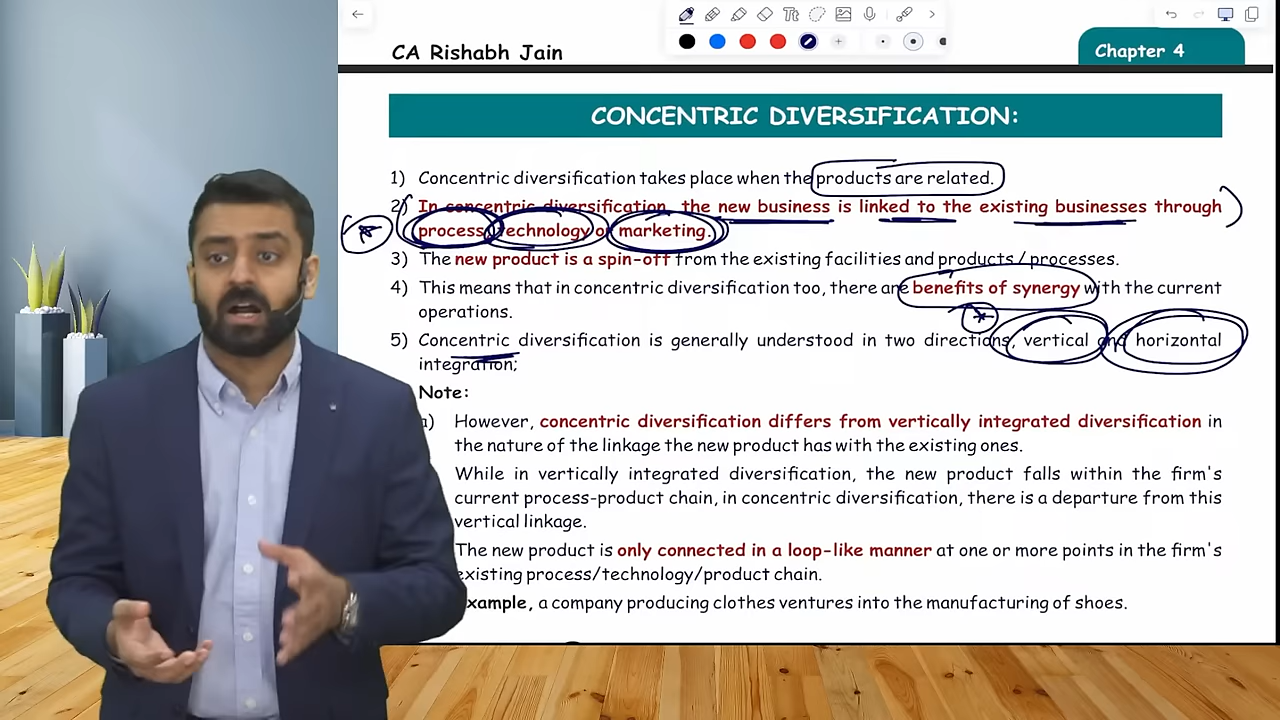 CA Rishabh Jain
Chapter 4
Tt
CONCENTRIC DIVERSIFICATION:
1) Concentric diversification takes place when the products are related.
2) In concentric diversification, the new business is linked to the existing businesses through
process, technology or marketing.
3) The new product is a spin-off from the existing facilities and products/processes.
4) This means that in concentric diversification too, there are benefits of synergy with the current
operations.
5) Concentric diversification is generally understood in two directions, vertical and horizontal
integration;
Note:
a) However, concentric diversification differs from vertically integrated diversification in
the nature of the linkage the new product has with the existing ones.
While in vertically integrated diversification, the new product falls within the firm's
current process-product chain, in concentric diversification, there is a departure from this
vertical linkage.
The new product is only connected in a loop-like manner at one or more points in the firm's
existing process/technology/product chain.
xample, a company producing clothes ventures into the manufacturing of shoes.